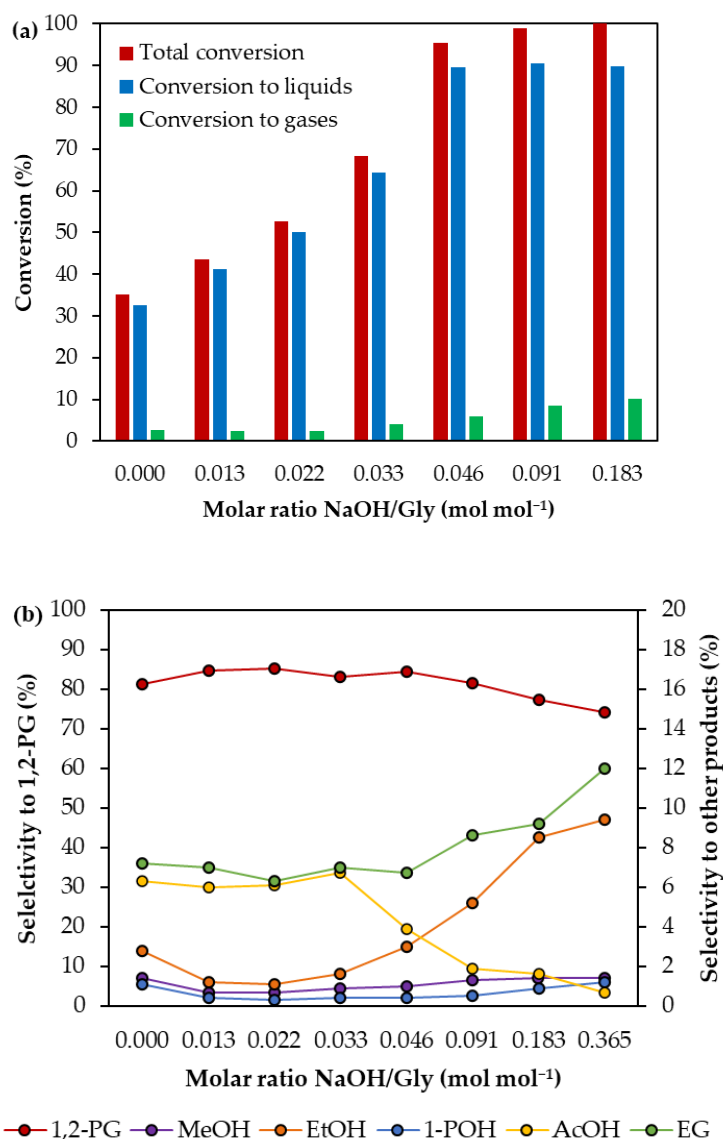 (a)
100
90
80
70
60
50
40
30
20
10
0
Conversion (%)
Total conversion
Conversion to liquids
Conversion to gases
0.000 0.013 0.022 0.033 0.046 0.091 0.183
Molar ratio NaOH/Gly (mol mol⁻¹)
(b)
100
90
80
70
60
50
40
30
20
10
0
Selelctivity to 1,2-PG (%)
20
18
16
14
12
10
8
6
4
2
0
Selectivity to other products (%)
0.000 0.013 0.022 0.033 0.046 0.091 0.183 0.365
Molar ratio NaOH/Gly (mol mol⁻¹)
1,2-PG MeOH EtOH 1-POH AcOH EG